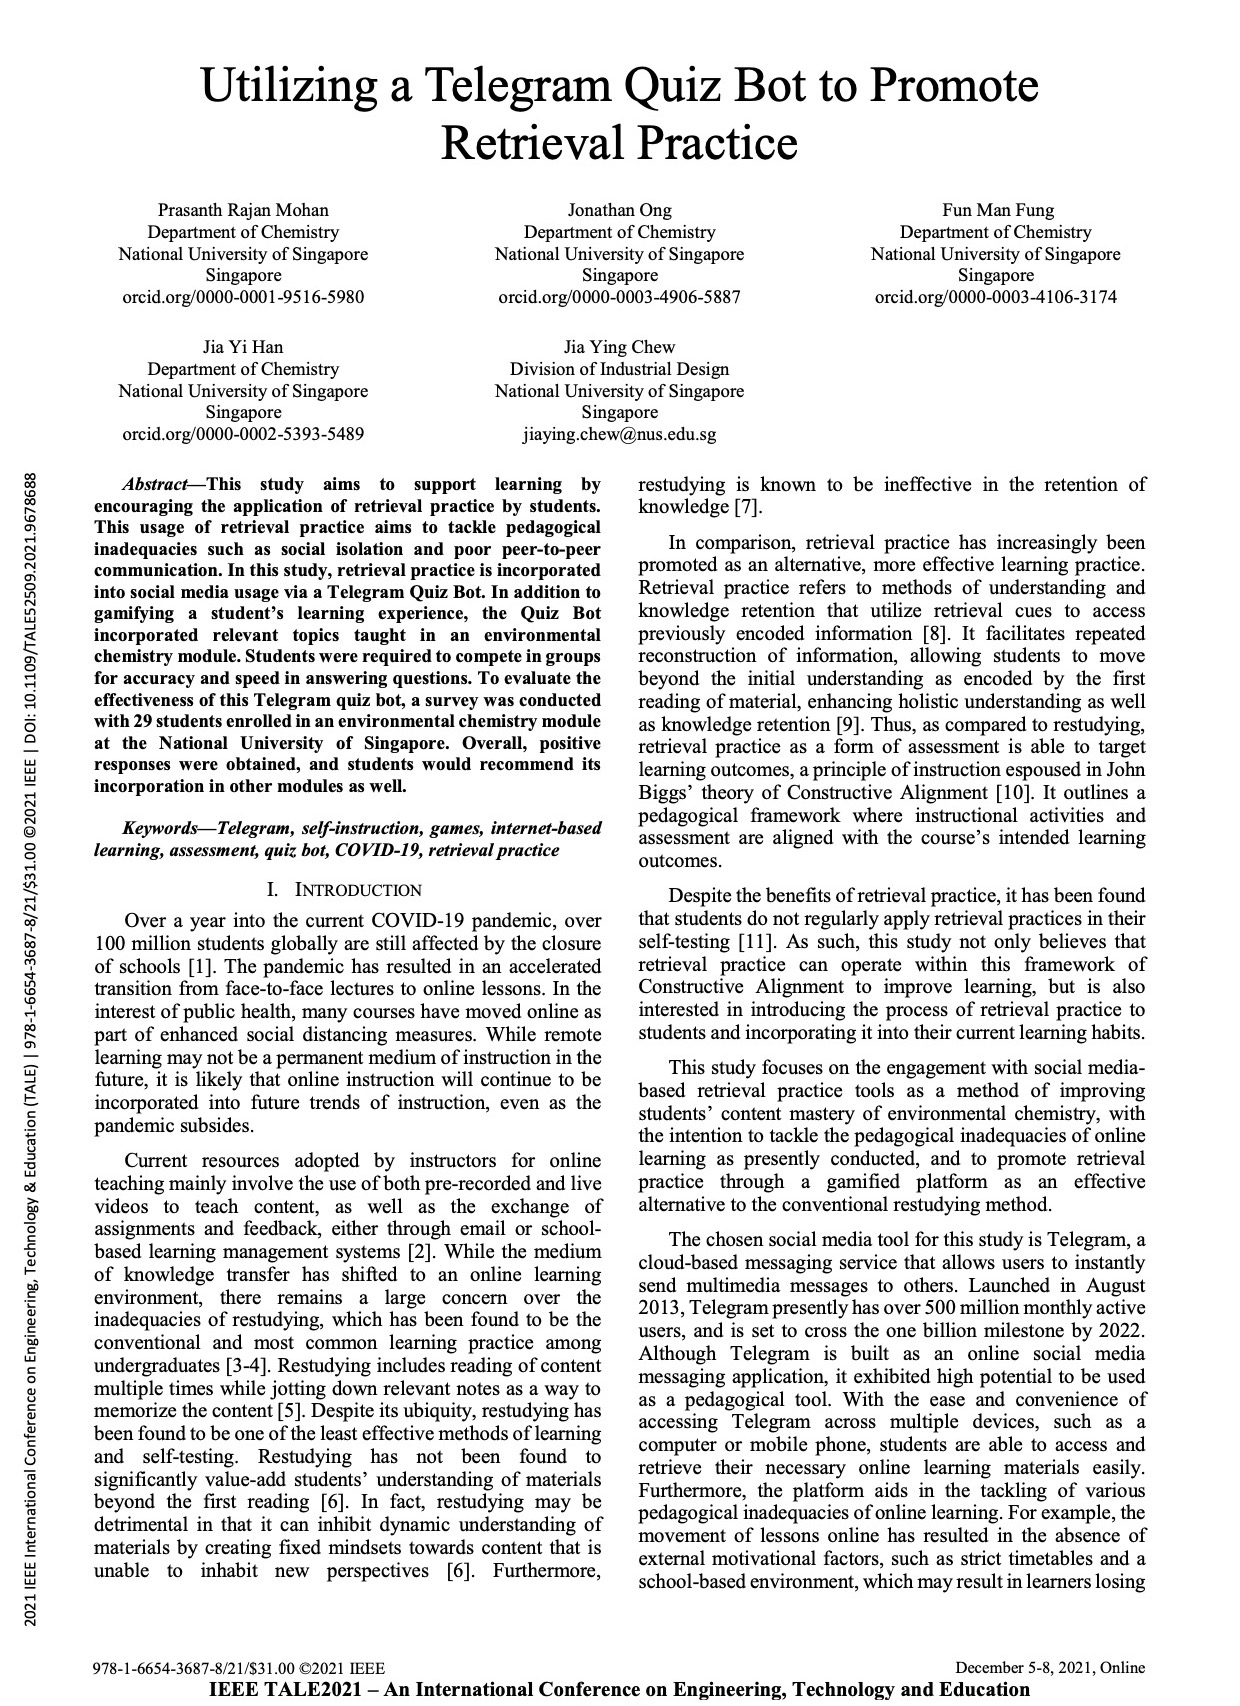 Utilizing a Telegram Quiz Bot to Promote
Retrieval Practice
Prasanth Rajan Mohan
Department of Chemistry
National University of Singapore
Singapore
orcid.org/0000-0001-9516-5980
Jonathan Ong
Department of Chemistry
National University of Singapore
Singapore
orcid.org/0000-0003-4906-5887
Fun Man Fung
Department of Chemistry
National University of Singapore
Singapore
orcid.org/0000-0003-4106-3174
Jia Yi Han
Department of Chemistry
National University of Singapore
Singapore
orcid.org/0000-0002-5393-5489
Jia Ying Chew
Division of Industrial Design
National University of Singapore
Singapore
jiaying.chew@nus.edu.sg
Abstract—This study aims to support learning by
encouraging the application of retrieval practice by students.
This usage of retrieval practice aims to tackle pedagogical
inadequacies such as social isolation and poor peer-to-peer
communication. In this study, retrieval practice is incorporated
into social media usage via a Telegram Quiz Bot. In addition to
gamifying a student's learning experience, the Quiz Bot
incorporated relevant topics taught in an environmental
chemistry module. Students were required to compete in groups
for accuracy and speed in answering questions. To evaluate the
effectiveness of this Telegram quiz bot, a survey was conducted
with 29 students enrolled in an environmental chemistry module
at the National University of Singapore. Overall, positive
responses were obtained, and students would recommend its
incorporation in other modules as well.
Keywords—Telegram, self-instruction, games, internet-based
learning, assessment, quiz bot, COVID-19, retrieval practice
I. INTRODUCTION
Over a year into the current COVID-19 pandemic, over
100 million students globally are still affected by the closure
of schools [1]. The pandemic has resulted in an accelerated
transition from face-to-face lectures to online lessons. In the
interest of public health, many courses have moved online as
part of enhanced social distancing measures. While remote
learning may not be a permanent medium of instruction in the
future, it is likely that online instruction will continue to be
incorporated into future trends of instruction, even as the
pandemic subsides.
Current resources adopted by instructors for online
teaching mainly involve the use of both pre-recorded and live
videos to teach content, as well as the exchange of
assignments and feedback, either through email or school-
based learning management systems [2]. While the medium
of knowledge transfer has shifted to an online learning
environment, there remains a large concern over the
inadequacies of restudying, which has been found to be the
conventional and most common learning practice among
undergraduates [3-4]. Restudying includes reading of content
multiple times while jotting down relevant notes as a way to
memorize the content [5]. Despite its ubiquity, restudying has
been found to be one of the least effective methods of learning
and self-testing. Restudying has not been found to
significantly value-add students' understanding of materials
beyond the first reading [6]. In fact, restudying may be
detrimental in that it can inhibit dynamic understanding of
materials by creating fixed mindsets towards content that is
unable to inhabit new perspectives [6]. Furthermore,
restudying is known to be ineffective in the retention of
knowledge [7].
In comparison, retrieval practice has increasingly been
promoted as an alternative, more effective learning practice.
Retrieval practice refers to methods of understanding and
knowledge retention that utilize retrieval cues to access
previously encoded information [8]. It facilitates repeated
reconstruction of information, allowing students to move
beyond the initial understanding as encoded by the first
reading of material, enhancing holistic understanding as well
as knowledge retention [9]. Thus, as compared to restudying,
retrieval practice as a form of assessment is able to target
learning outcomes, a principle of instruction espoused in John
Biggs' theory of Constructive Alignment [10]. It outlines a
pedagogical framework where instructional activities and
assessment are aligned with the course's intended learning
outcomes.
Despite the benefits of retrieval practice, it has been found
that students do not regularly apply retrieval practices in their
self-testing [11]. As such, this study not only believes that
retrieval practice can operate within this framework of
Constructive Alignment to improve learning, but is also
interested in introducing the process of retrieval practice to
students and incorporating it into their current learning habits.
This study focuses on the engagement with social media-
based retrieval practice tools as a method of improving
students' content mastery of environmental chemistry, with
the intention to tackle the pedagogical inadequacies of online
learning as presently conducted, and to promote retrieval
practice through a gamified platform as an effective
alternative to the conventional restudying method.
The chosen social media tool for this study is Telegram, a
cloud-based messaging service that allows users to instantly
send multimedia messages to others. Launched in August
2013, Telegram presently has over 500 million monthly active
users, and is set to cross the one billion milestone by 2022.
Although Telegram is built as an online social media
messaging application, it exhibited high potential to be used
as a pedagogical tool. With the ease and convenience of
accessing Telegram across multiple devices, such as a
computer or mobile phone, students are able to access and
retrieve their necessary online learning materials easily.
Furthermore, the platform aids in the tackling of various
pedagogical inadequacies of online learning. For example, the
movement of lessons online has resulted in the absence of
external motivational factors, such as strict timetables and a
school-based environment, which may result in learners losing
2021 IEEE International Conference on Engineering, Technology & Education (TALE) | 978-1-6654-3687-8/21/$31.00 ©2021 IEEE | DOI: 10.1109/TALE52509.2021.9678688
978-1-6654-3687-8/21/$31.00 ©2021 IEEE
December 5-8, 2021, Online
IEEE TALE2021 – An International Conference on Engineering, Technology and Education